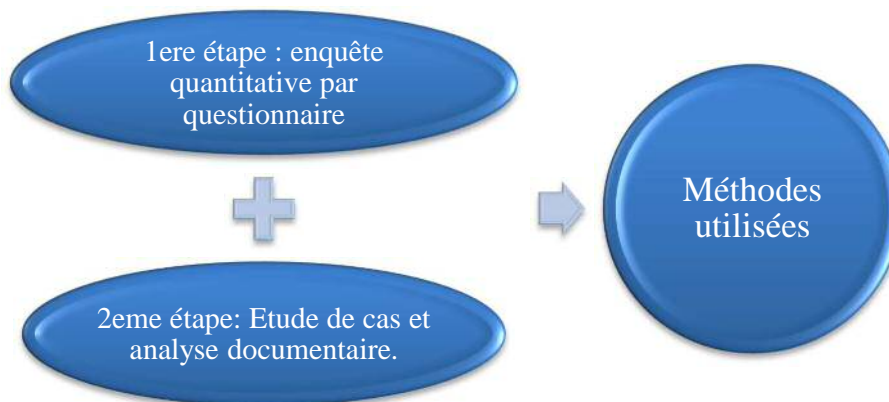 1ere étape : enquête
quantitative par
questionnaire
2eme étape: Etude de cas et
analyse documentaire.
Méthodes
utilisées